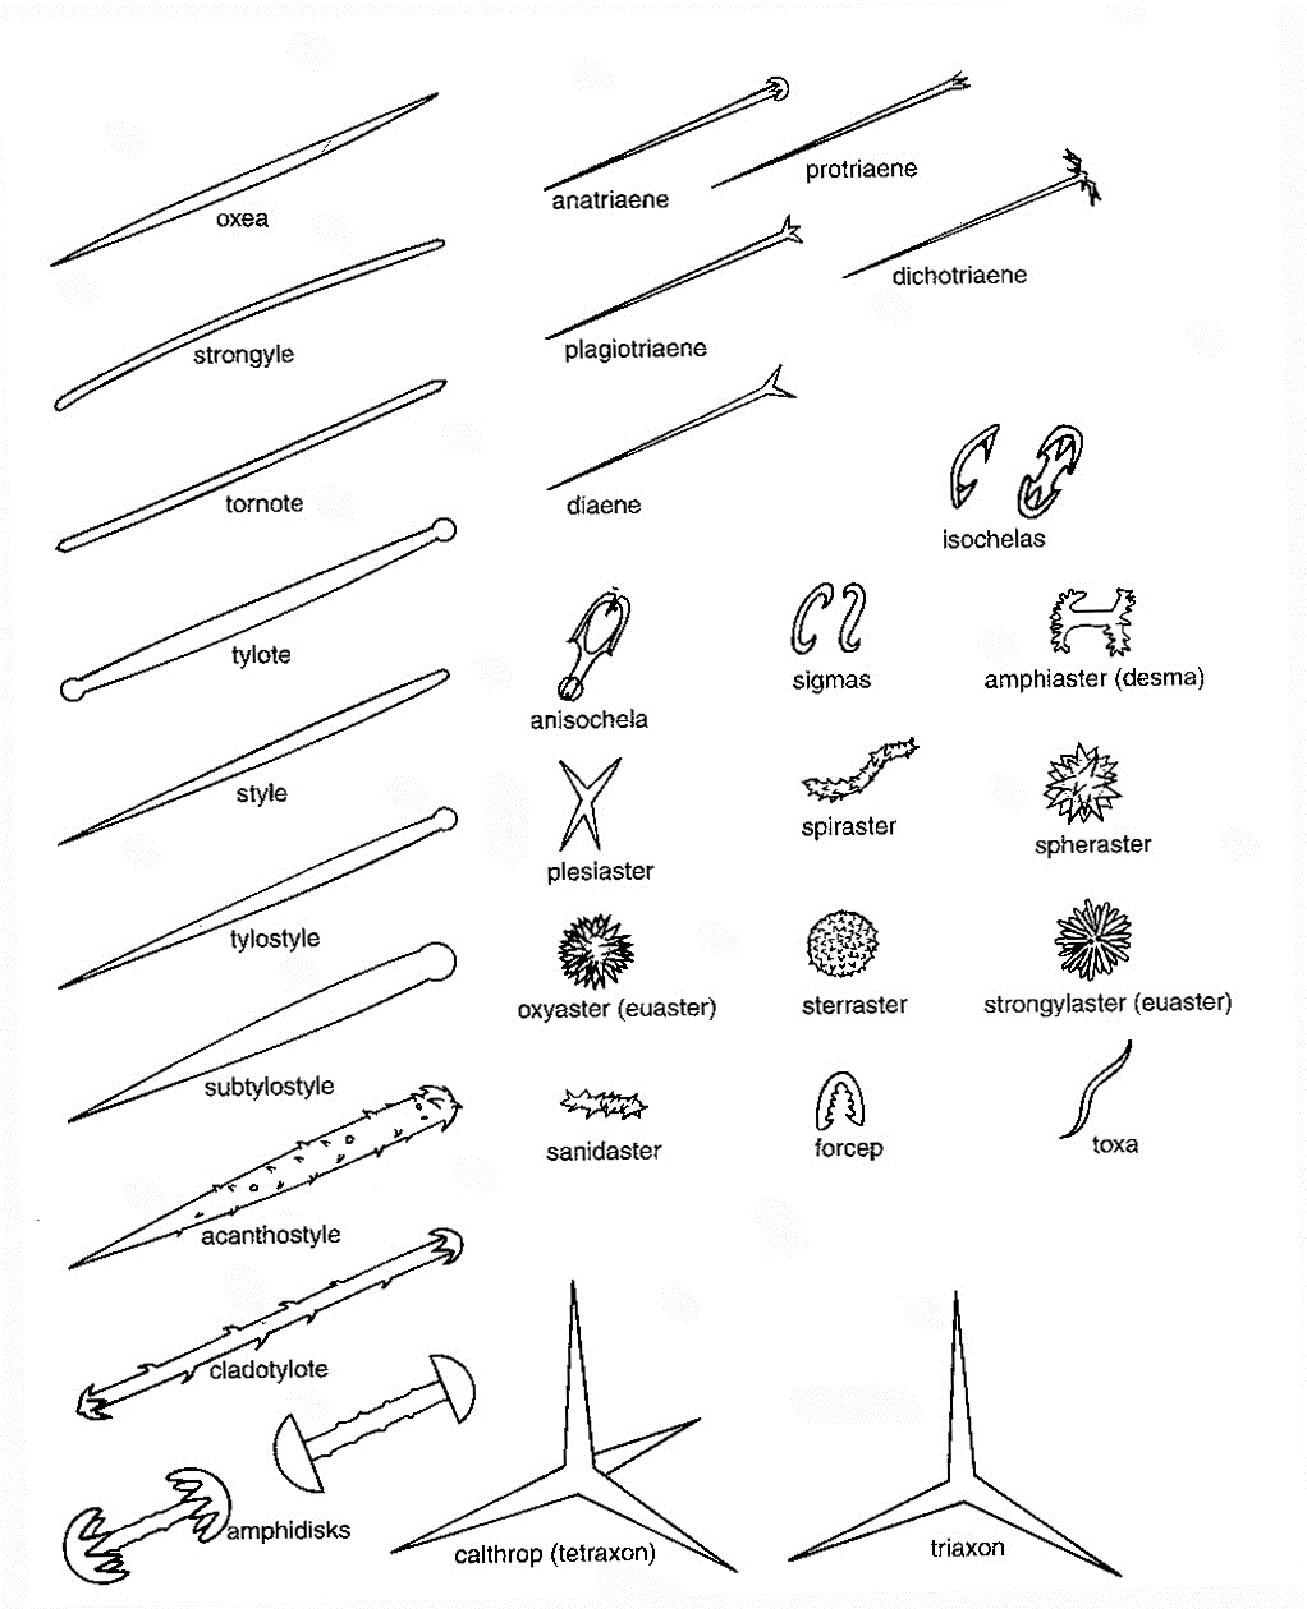 oxea
anatriaene
protriaene
dichotriaene
strongyle
plagiotriaene
tornote
diaene
isochelas
tylote
anisochela
sigmas
amphiaster (desma)
style
plesiaster
spiraster
spheraster
tylostyle
oxyaster (euaster)
sterraster
strongylaster (euaster)
subtylostyle
sanidaster
forcep
toxa
acanthostyle
cladotylote
amphidisks
calthrop (tetraxon)
triaxon